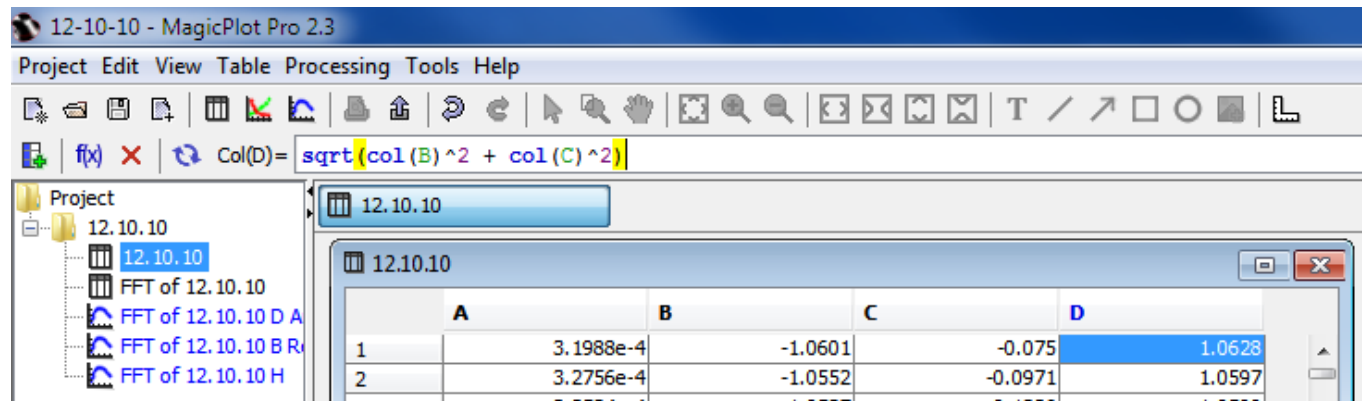 12-10-10 - MagicPlot Pro 2.3
Project Edit View Table Processing Tools Help
T
f(x) Col(D)= sqrt(col(B)^2 + col(C)^2)
Project
12.10.10
12.10.10
12.10.10
FFT of 12.10.10
FFT of 12.10.10 D A
FFT of 12.10.10 B Re
FFT of 12.10.10 H
12.10.10
A B C D
1 3.1988e-4 -1.0601 -0.075 1.0628
2 3.2756e-4 -1.0552 -0.0971 1.0597